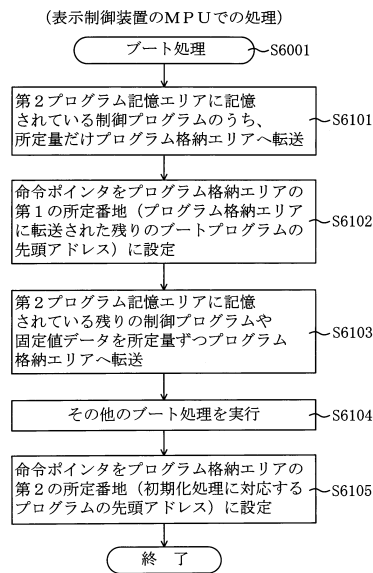 （表示制御装置のＭＰＵでの処理）
ブート処理
S6001
第２プログラム記憶エリアに記憶
されている制御プログラムのうち、
所定量だけプログラム格納エリアへ転送
S6101
命令ポインタをプログラム格納エリアの
第１の所定番地（プログラム格納エリア
に転送された残りのブートプログラムの
先頭アドレス）に設定
S6102
第２プログラム記憶エリアに記憶
されている残りの制御プログラムや
固定値データを所定量ずつプログラム
格納エリアへ転送
S6103
その他のブート処理を実行
S6104
命令ポインタをプログラム格納エリアの
第２の所定番地（初期化処理に対応する
プログラムの先頭アドレス）に設定
S6105
終　了